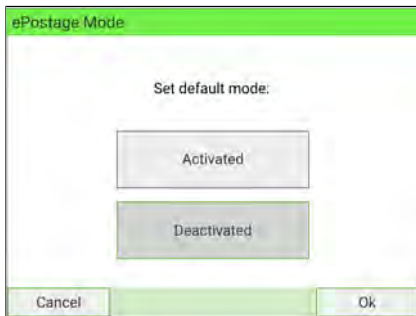 ePostage Mode
Set default mode:
Activated
Deactivated
Cancel
Ok